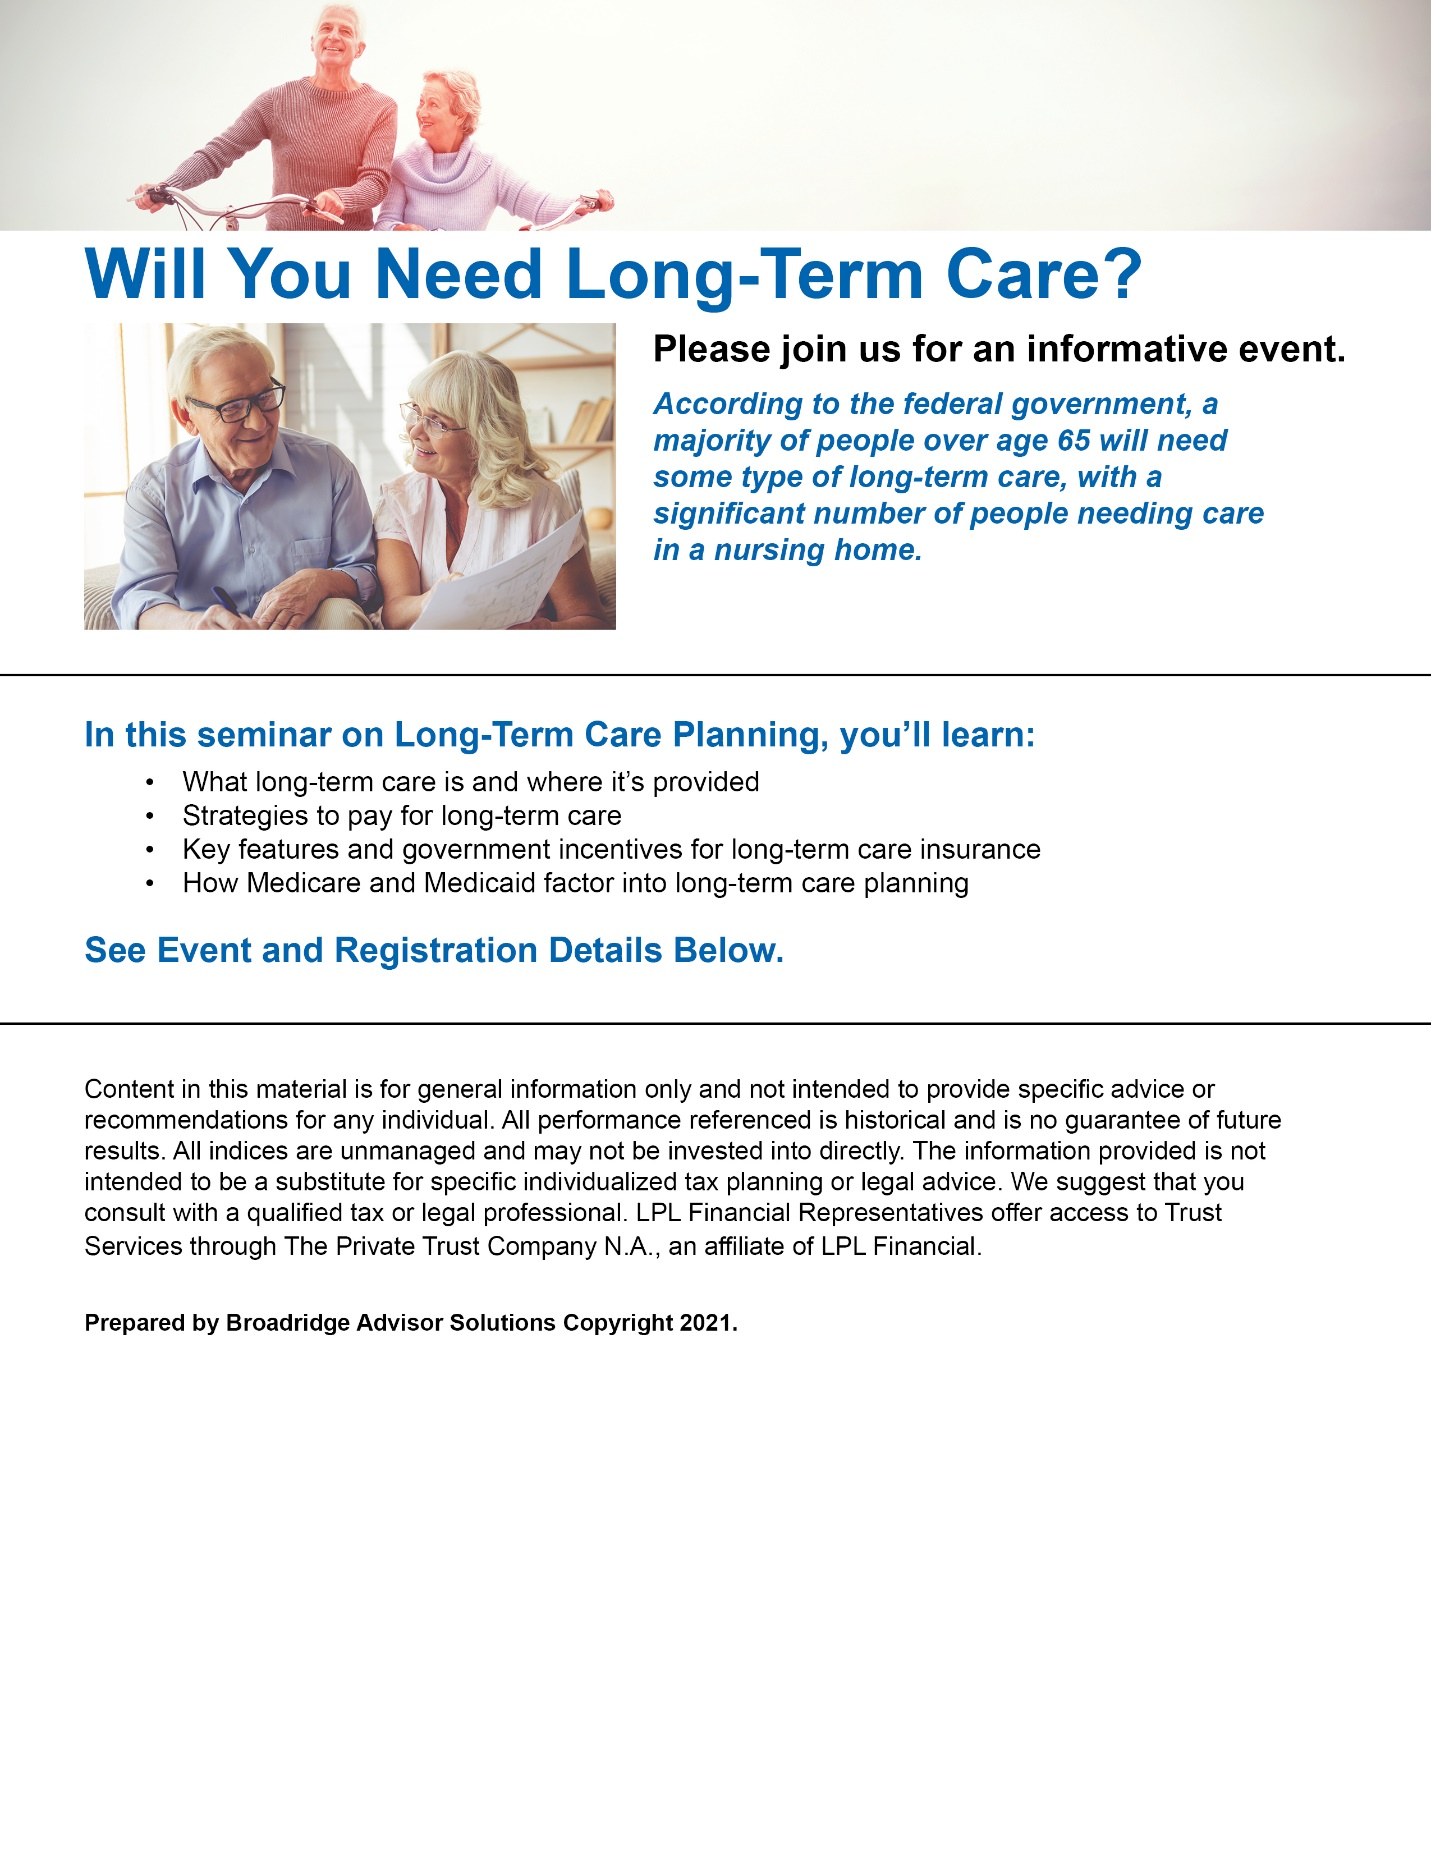 Will You Need Long-Term Care?
Please join us for an informative event.
According to the federal government, a
majority of people over age 65 will need
some type of long-term care, with a
significant number of people needing care
in a nursing home.
In this seminar on Long-Term Care Planning, you’ll learn:
• What long-term care is and where it’s provided
• Strategies to pay for long-term care
• Key features and government incentives for long-term care insurance
• How Medicare and Medicaid factor into long-term care planning
See Event and Registration Details Below.
Content in this material is for general information only and not intended to provide specific advice or
recommendations for any individual. All performance referenced is historical and is no guarantee of future
results. All indices are unmanaged and may not be invested into directly. The information provided is not
intended to be a substitute for specific individualized tax planning or legal advice. We suggest that you
consult with a qualified tax or legal professional. LPL Financial Representatives offer access to Trust
Services through The Private Trust Company N.A., an affiliate of LPL Financial.
Prepared by Broadridge Advisor Solutions Copyright 2021.